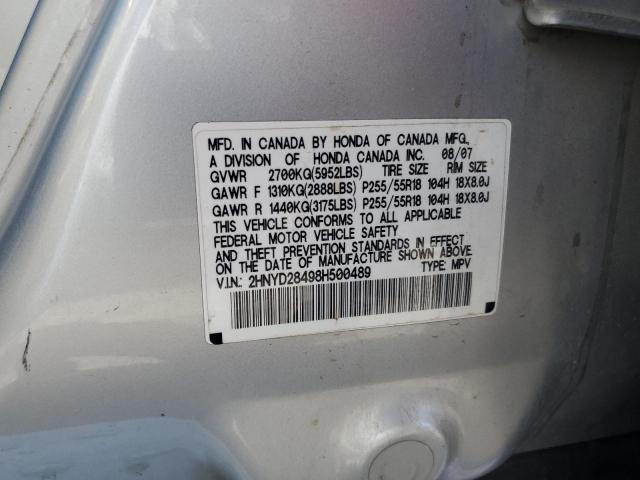 MFD. IN CANADA BY HONDA OF CANADA MFG.,
A DIVISION OF HONDA CANADA INC. 08/07
GVWR 2700KG(5952LBS) TIRE SIZE RIM SIZE
GAWR F 1310KG(2888LBS) P255/55R18 104H 18X8.0J
GAWR R 1440KG(3175LBS) P255/55R18 104H 18X8.0J
THIS VEHICLE CONFORMS TO ALL APPLICABLE
FEDERAL MOTOR VEHICLE SAFETY
AND THEFT PREVENTION STANDARDS IN EFFECT
ON THE DATE OF MANUFACTURE SHOWN ABOVE.
V.I.N.: 2HNYD28498H500489 TYPE: MPV